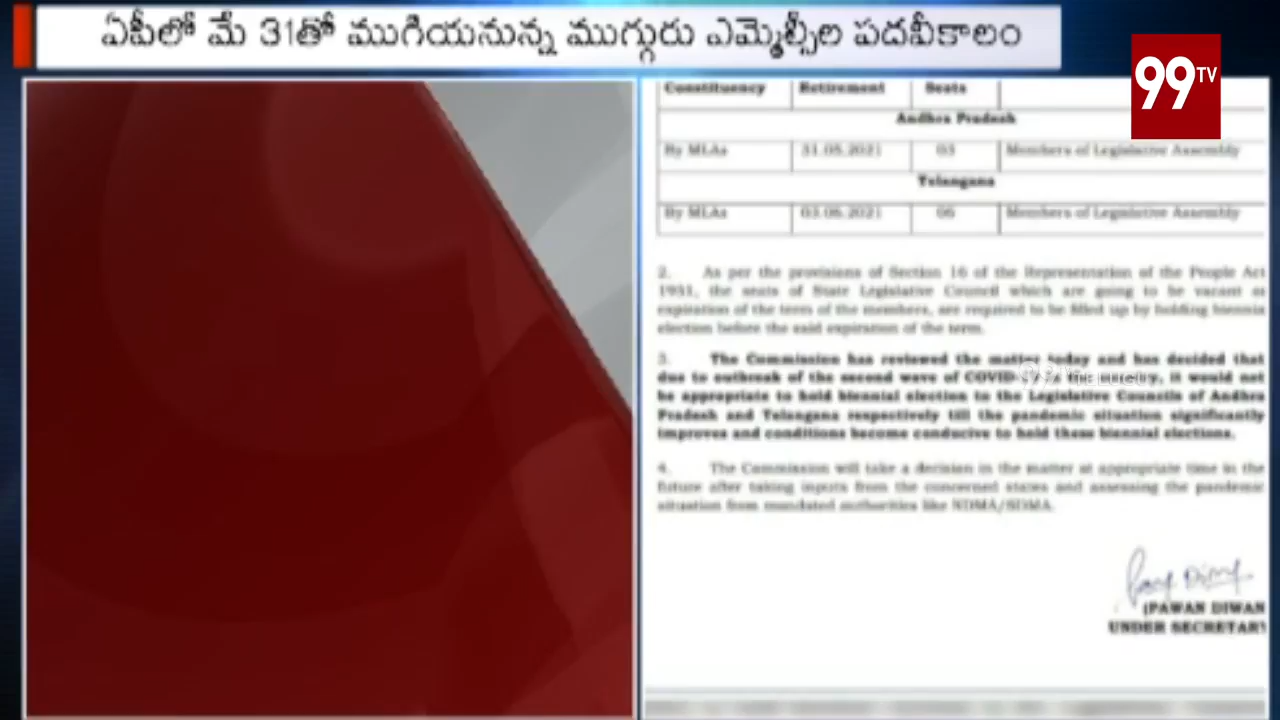 ఏపీలో మే 31తో ముగియనున్న ముగ్గురు ఎమ్మెల్సీల పదవీకాలం
99TV
Constituency Retirement Seats
Andhra Pradesh
By MLAs 31.05.2021 03 Members of Legislative Assembly
Telangana
By MLAs 03.06.2021 06 Members of Legislative Assembly
2. As per the provisions of Section 16 of the Representation of the People Act
1951, the seats of State Legislative Council which are going to be vacant
expiration of the term of the members, are required to be filled up by holding
election before the said expiration of the term.
3. The Commission has reviewed the matter today and has decided that
due to outbreak of the second wave of it would not
be appropriate to hold biennial election to the Legislative Councils of Andhra
Pradesh and Telangana respectively till the pandemic situation significantly
improves and conditions become conducive to hold these biennial elections.
4. The Commission will take a decision in the matter at appropriate time in the
future after taking inputs from the concerned states and assessing the pandemic
situation from mandated authorities like NDMA/SDMA.
(PAWAN DIWAN
UNDER SECRETARY